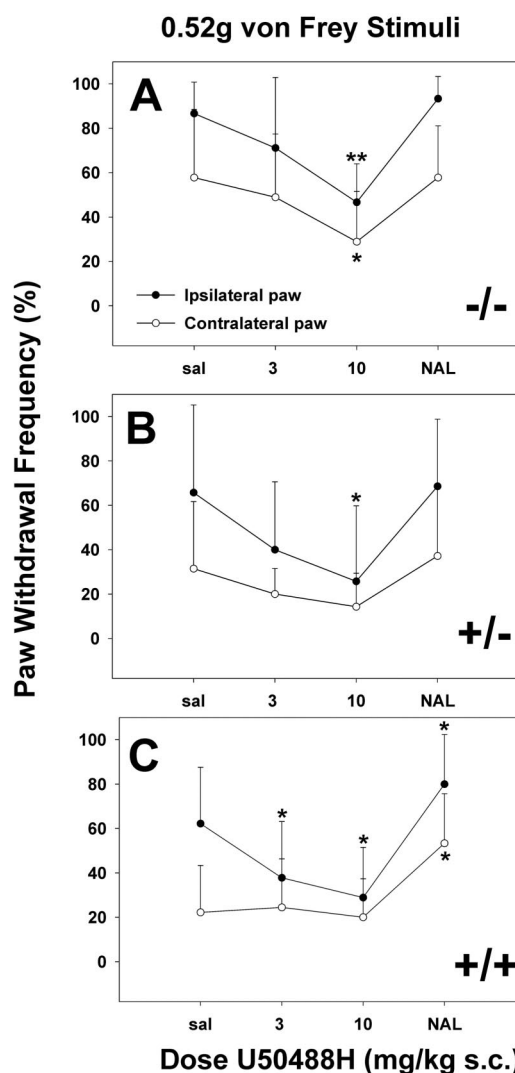 0.52g von Frey Stimuli
Paw Withdrawal Frequency (%)
A
100
80
60
40
20
0
**
*
Ipsilateral paw
Contralateral paw
-/-
sal 3 10 NAL
B
100
80
60
40
20
0
*
+/-
sal 3 10 NAL
C
100
80
60
40
20
0
* * * *
+/+
sal 3 10 NAL
Dose U50488H (mg/kg s.c.)